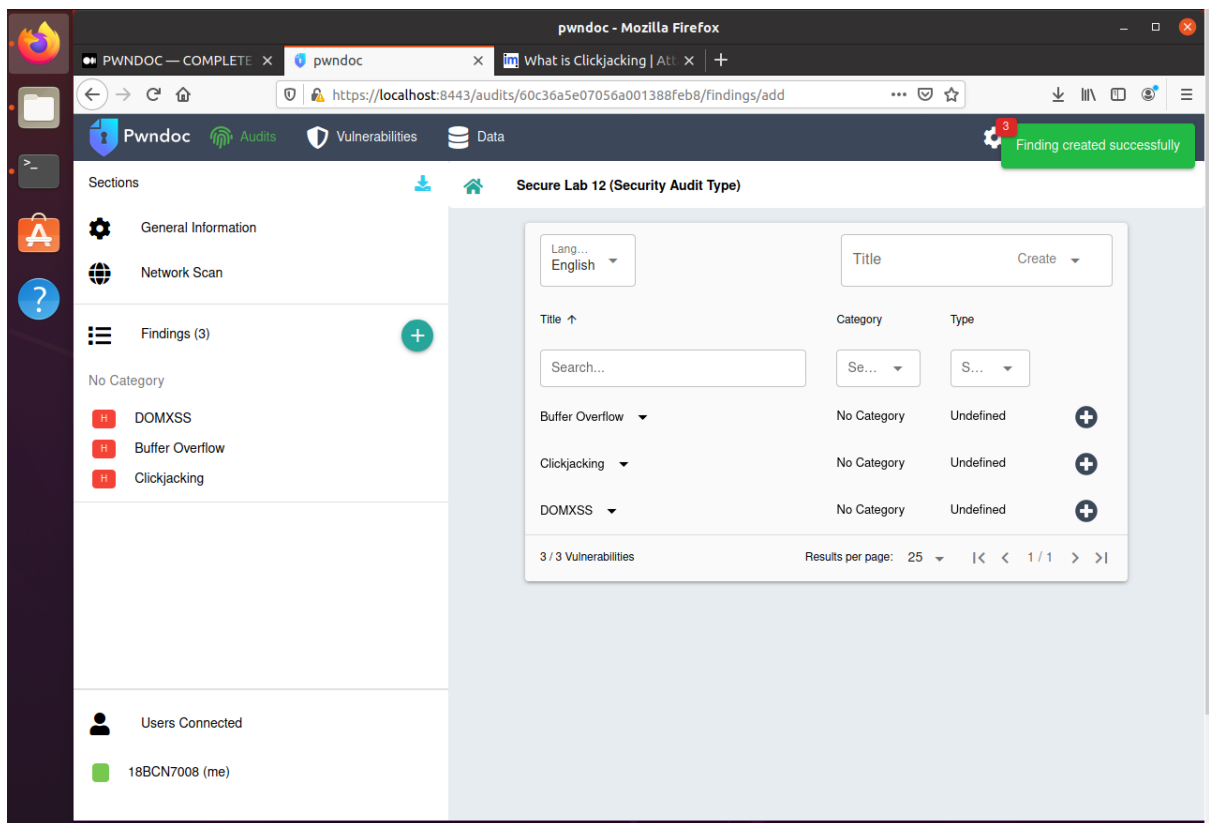 pwndoc - Mozilla Firefox
PWNDOC — COMPLETE
pwndoc
What is Clickjacking | Att
https://localhost:8443/audits/60c36a5e07056a001388feb8/findings/add
Pwndoc
Audits
Vulnerabilities
Data
3
Finding created successfully
Sections
Secure Lab 12 (Security Audit Type)
General Information
Network Scan
Findings (3)
No Category
H DOMXSS
H Buffer Overflow
H Clickjacking
Users Connected
18BCN7008 (me)
Lang...
English
Title Create
Title Category Type
Search... Se... S...
Buffer Overflow No Category Undefined
Clickjacking No Category Undefined
DOMXSS No Category Undefined
3 / 3 Vulnerabilities Results per page: 25 1 / 1